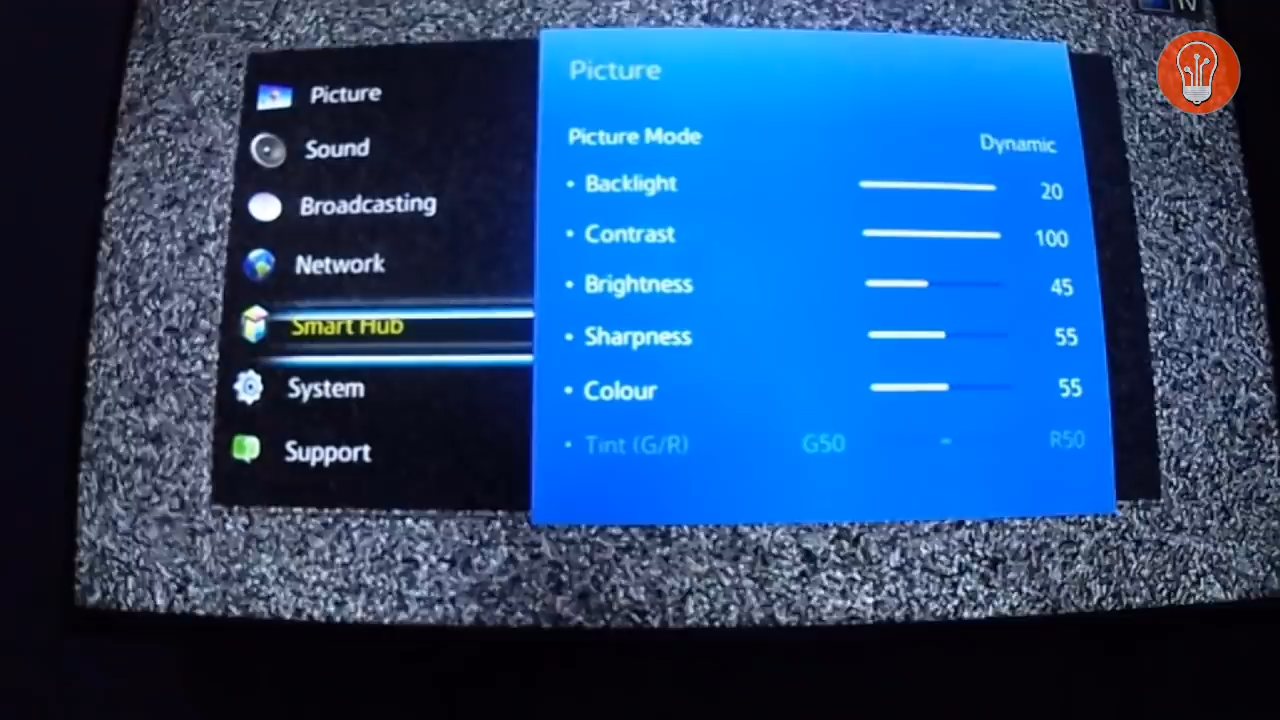 Picture
Sound
Broadcasting
Network
Smart Hub
System
Support
Picture
Picture Mode Dynamic
• Backlight 20
• Contrast 100
• Brightness 45
• Sharpness 55
• Colour 55
• Tint (G/R) G50 - R50